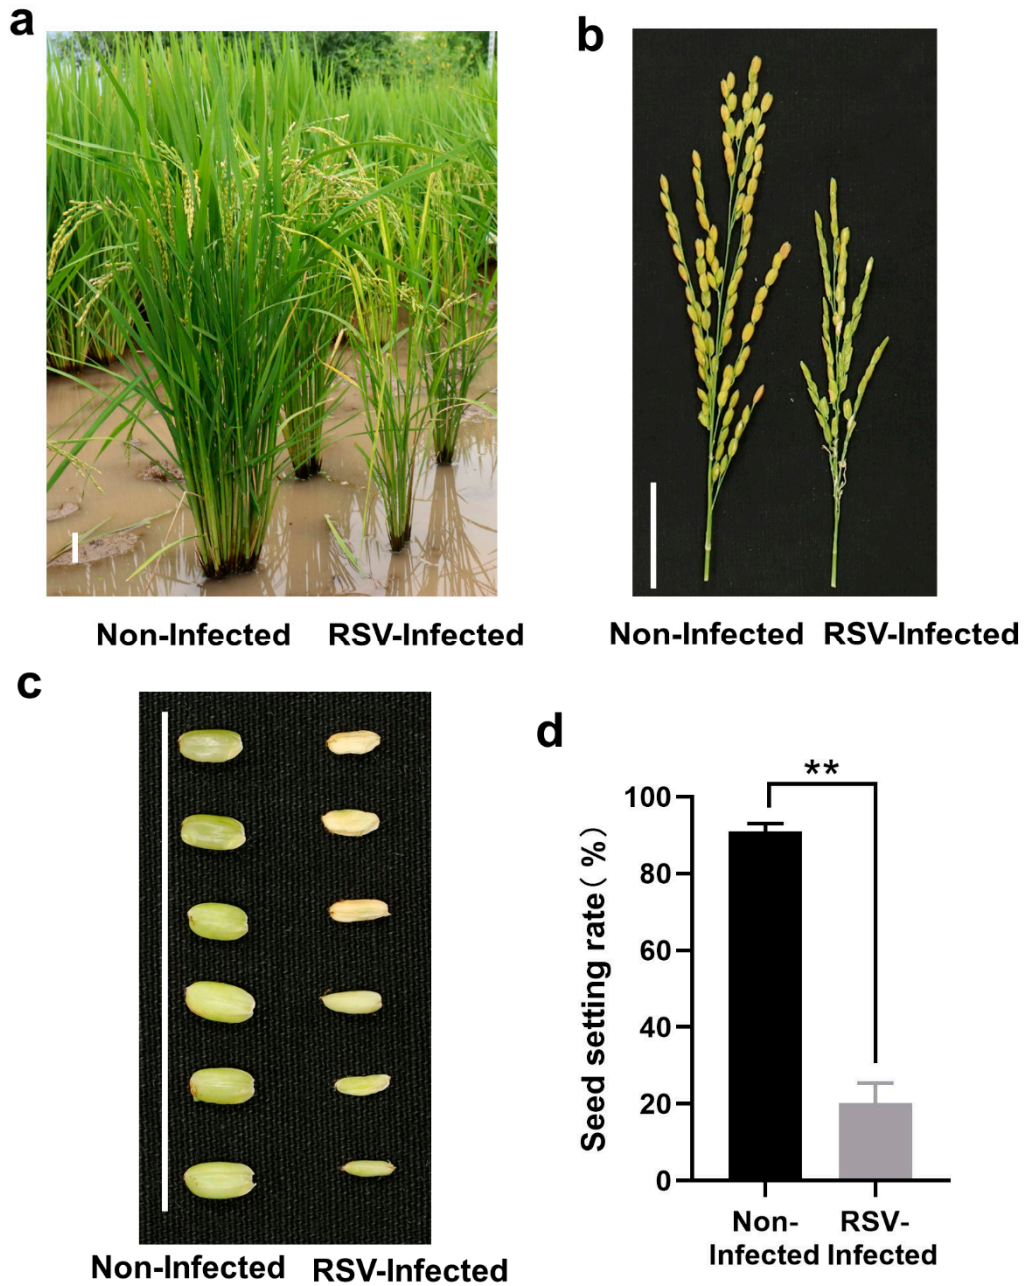 a
b
Non-Infected RSV-Infected
Non-Infected RSV-Infected
c
Non-Infected RSV-Infected
d
**
Seed setting rate( %)
100
80
60
40
20
0
Non-
Infected
RSV-
Infected